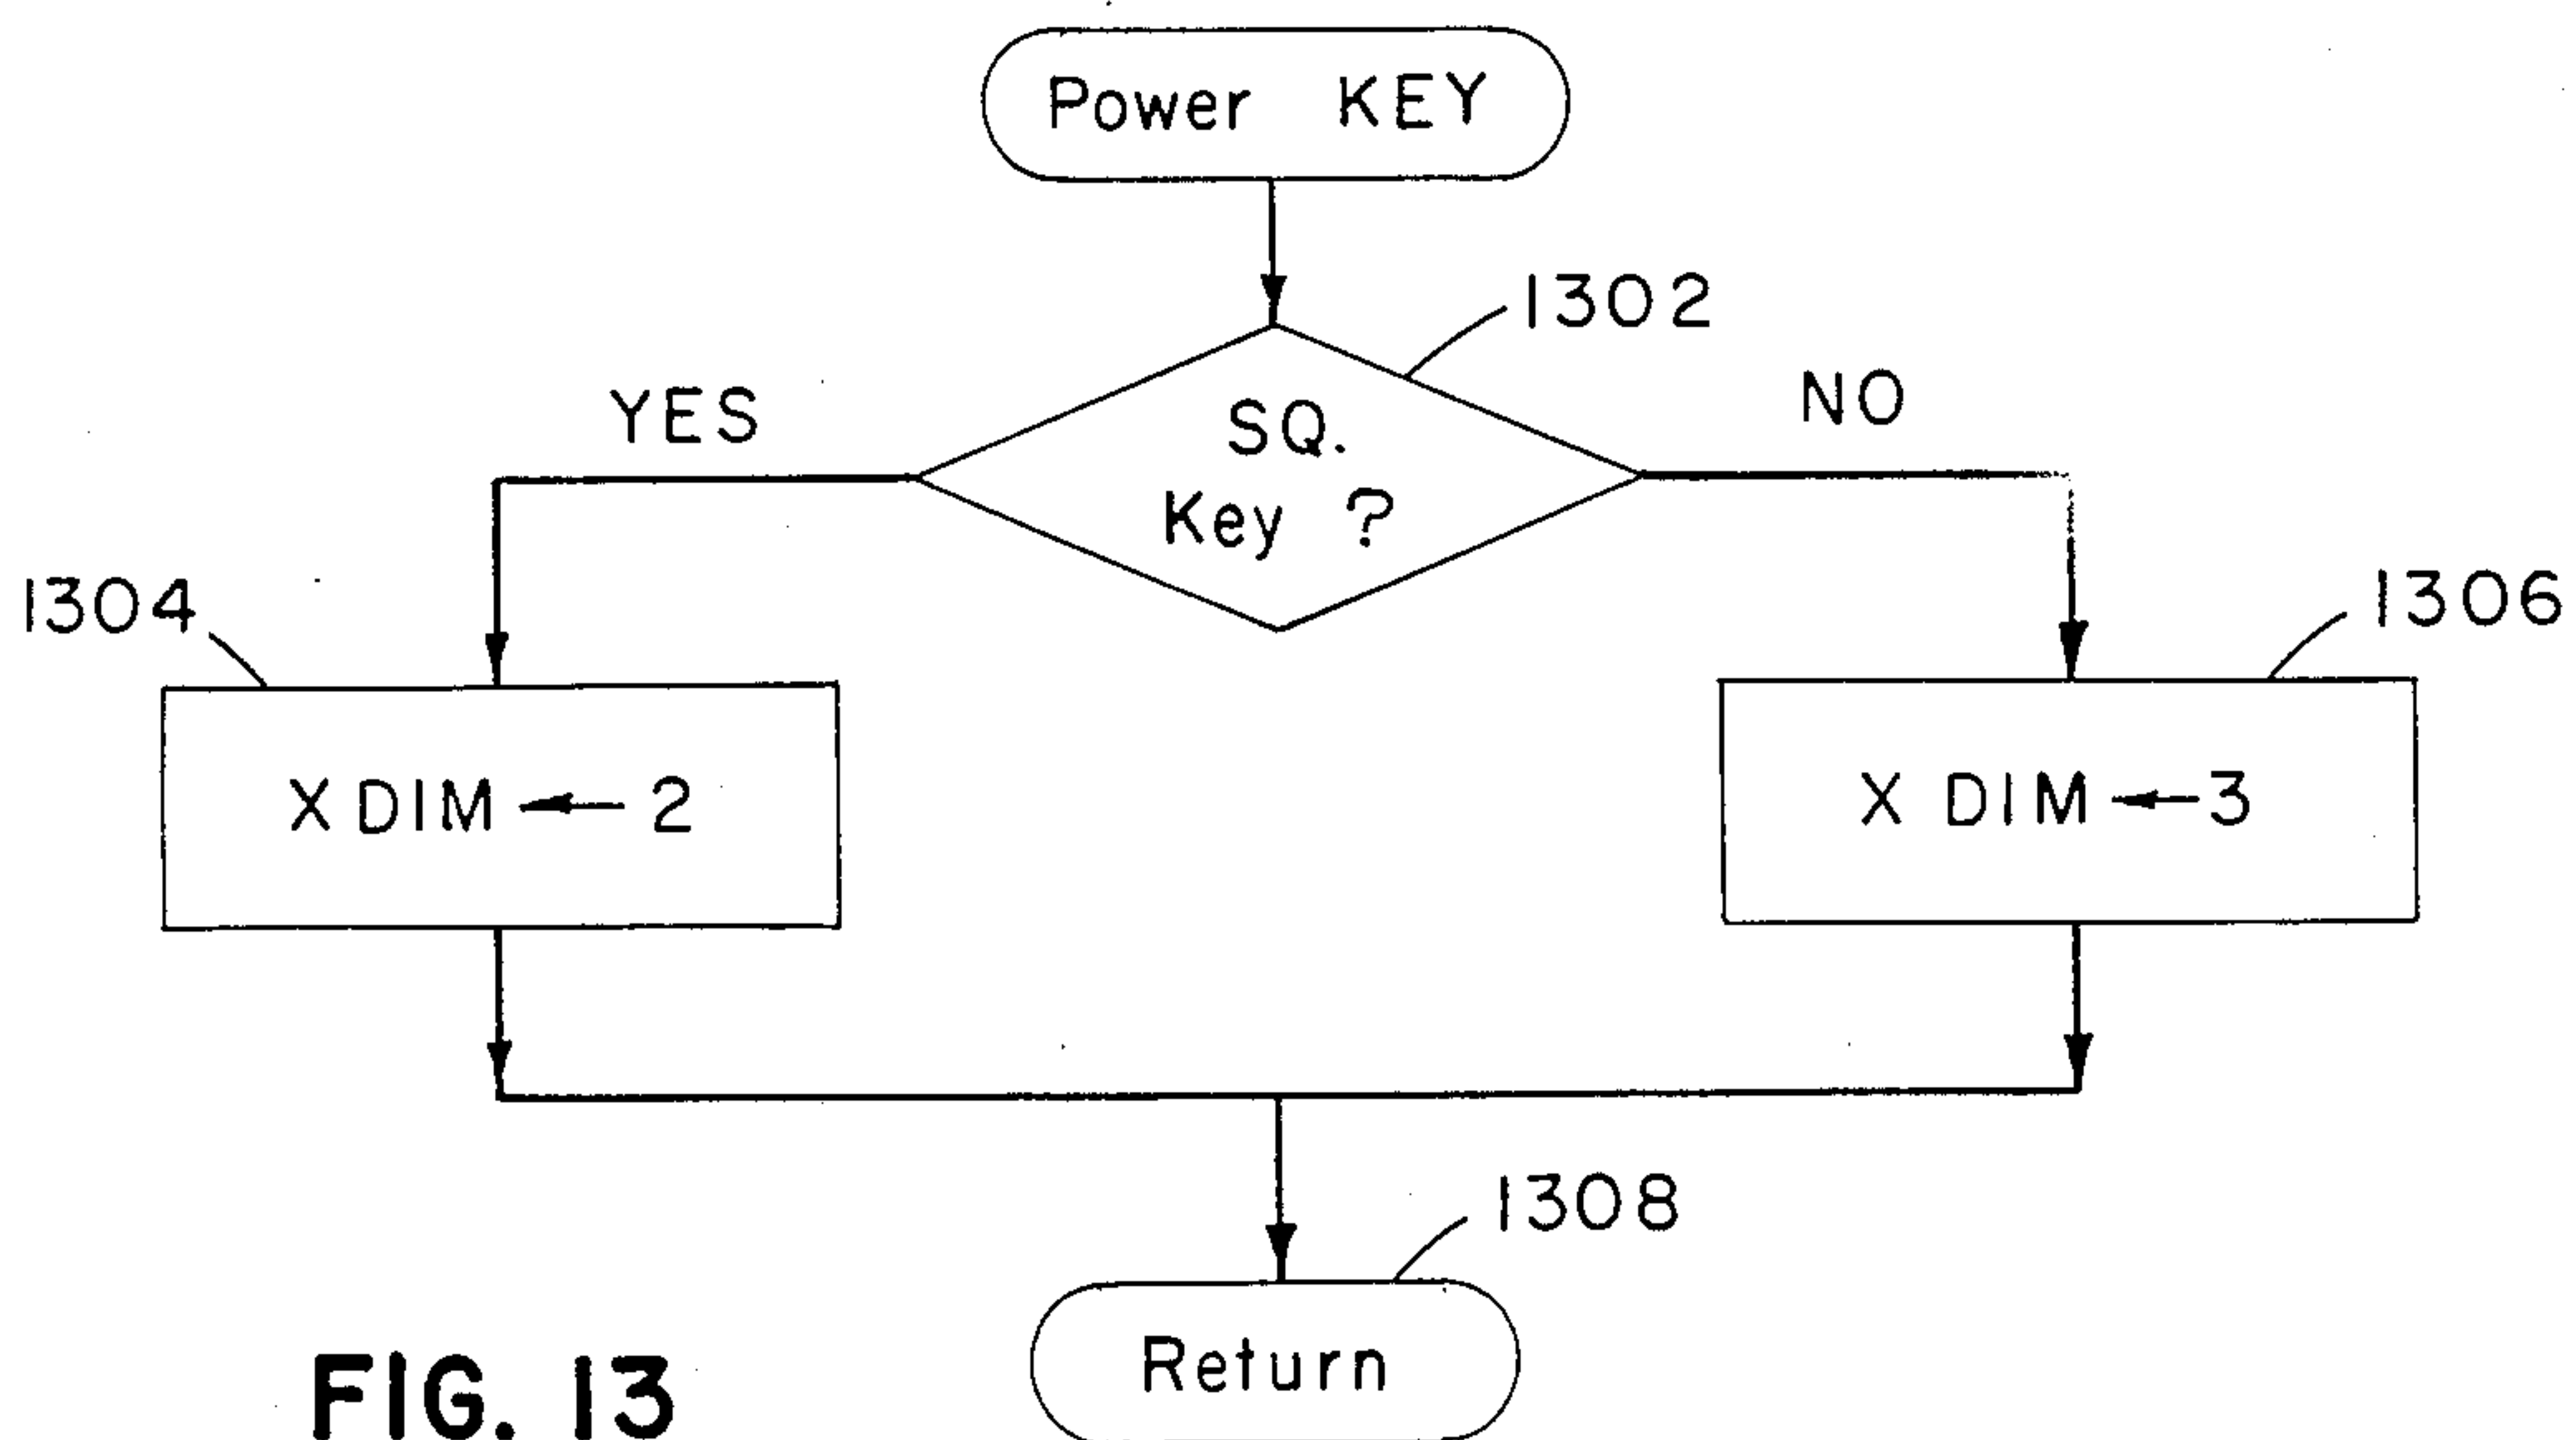 Power KEY
1302
SQ.
Key ?
YES
NO
1304
1306
X DIM ← 2
X DIM ← 3
1308
Return
FIG. 13